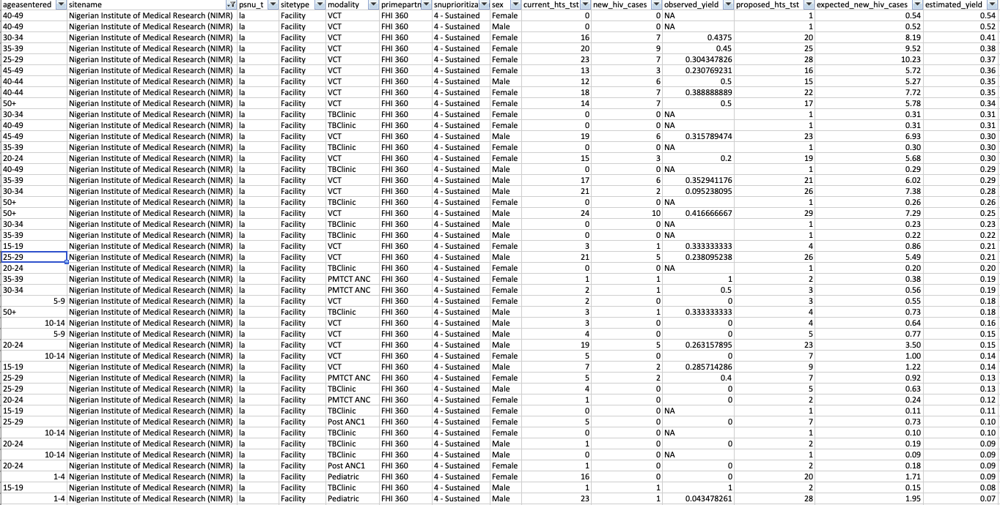 ageasentered sitename psnu_t sitetype modality primepartn snuprioritiza sex current_hts_tst new_hiv_cases observed_yield proposed_hts_tst expected_new_hiv_cases estimated_yield
40-49 Nigerian Institute of Medical Research (NIMR) la Facility VCT FHI 360 4 - Sustained Female 0 0 NA 1 0.54 0.54
40-49 Nigerian Institute of Medical Research (NIMR) la Facility VCT FHI 360 4 - Sustained Male 0 0 NA 1 0.52 0.52
30-34 Nigerian Institute of Medical Research (NIMR) la Facility VCT FHI 360 4 - Sustained Female 16 7 0.4375 20 8.19 0.41
35-39 Nigerian Institute of Medical Research (NIMR) la Facility VCT FHI 360 4 - Sustained Female 20 9 0.45 25 9.52 0.38
25-29 Nigerian Institute of Medical Research (NIMR) la Facility VCT FHI 360 4 - Sustained Female 23 7 0.304347826 28 10.23 0.37
45-49 Nigerian Institute of Medical Research (NIMR) la Facility VCT FHI 360 4 - Sustained Female 13 3 0.230769231 16 5.72 0.36
40-44 Nigerian Institute of Medical Research (NIMR) la Facility VCT FHI 360 4 - Sustained Male 12 6 0.5 15 5.27 0.35
40-44 Nigerian Institute of Medical Research (NIMR) la Facility VCT FHI 360 4 - Sustained Female 18 7 0.388888889 22 7.72 0.35
50+ Nigerian Institute of Medical Research (NIMR) la Facility VCT FHI 360 4 - Sustained Female 14 7 0.5 17 5.78 0.34
30-34 Nigerian Institute of Medical Research (NIMR) la Facility TBClinic FHI 360 4 - Sustained Female 0 0 NA 1 0.31 0.31
40-49 Nigerian Institute of Medical Research (NIMR) la Facility TBClinic FHI 360 4 - Sustained Female 0 0 NA 1 0.31 0.31
45-49 Nigerian Institute of Medical Research (NIMR) la Facility VCT FHI 360 4 - Sustained Male 19 6 0.315789474 23 6.93 0.30
35-39 Nigerian Institute of Medical Research (NIMR) la Facility TBClinic FHI 360 4 - Sustained Female 0 0 NA 1 0.30 0.30
20-24 Nigerian Institute of Medical Research (NIMR) la Facility VCT FHI 360 4 - Sustained Female 15 3 0.2 19 5.68 0.30
40-49 Nigerian Institute of Medical Research (NIMR) la Facility TBClinic FHI 360 4 - Sustained Male 0 0 NA 1 0.29 0.29
35-39 Nigerian Institute of Medical Research (NIMR) la Facility VCT FHI 360 4 - Sustained Male 17 6 0.352941176 21 6.02 0.29
30-34 Nigerian Institute of Medical Research (NIMR) la Facility VCT FHI 360 4 - Sustained Male 21 2 0.095238095 26 7.38 0.28
50+ Nigerian Institute of Medical Research (NIMR) la Facility TBClinic FHI 360 4 - Sustained Female 0 0 NA 1 0.26 0.26
50+ Nigerian Institute of Medical Research (NIMR) la Facility VCT FHI 360 4 - Sustained Male 24 10 0.416666667 29 7.29 0.25
30-34 Nigerian Institute of Medical Research (NIMR) la Facility TBClinic FHI 360 4 - Sustained Male 0 0 NA 1 0.23 0.23
35-39 Nigerian Institute of Medical Research (NIMR) la Facility TBClinic FHI 360 4 - Sustained Male 0 0 NA 1 0.22 0.22
15-19 Nigerian Institute of Medical Research (NIMR) la Facility VCT FHI 360 4 - Sustained Female 3 1 0.333333333 4 0.86 0.21
25-29 Nigerian Institute of Medical Research (NIMR) la Facility VCT FHI 360 4 - Sustained Male 21 5 0.238095238 26 5.49 0.21
20-24 Nigerian Institute of Medical Research (NIMR) la Facility TBClinic FHI 360 4 - Sustained Female 0 0 NA 1 0.20 0.20
35-39 Nigerian Institute of Medical Research (NIMR) la Facility PMTCT ANC FHI 360 4 - Sustained Female 1 1 1 2 0.38 0.19
30-34 Nigerian Institute of Medical Research (NIMR) la Facility PMTCT ANC FHI 360 4 - Sustained Female 2 1 0.5 3 0.56 0.19
5-9 Nigerian Institute of Medical Research (NIMR) la Facility VCT FHI 360 4 - Sustained Female 2 0 0 3 0.55 0.18
50+ Nigerian Institute of Medical Research (NIMR) la Facility TBClinic FHI 360 4 - Sustained Male 3 1 0.333333333 4 0.73 0.18
10-14 Nigerian Institute of Medical Research (NIMR) la Facility VCT FHI 360 4 - Sustained Male 3 0 0 4 0.64 0.16
5-9 Nigerian Institute of Medical Research (NIMR) la Facility VCT FHI 360 4 - Sustained Male 4 0 0 5 0.77 0.15
20-24 Nigerian Institute of Medical Research (NIMR) la Facility VCT FHI 360 4 - Sustained Male 19 5 0.263157895 23 3.50 0.15
10-14 Nigerian Institute of Medical Research (NIMR) la Facility VCT FHI 360 4 - Sustained Female 5 0 0 7 1.00 0.14
15-19 Nigerian Institute of Medical Research (NIMR) la Facility VCT FHI 360 4 - Sustained Male 7 2 0.285714286 9 1.22 0.14
25-29 Nigerian Institute of Medical Research (NIMR) la Facility PMTCT ANC FHI 360 4 - Sustained Female 5 2 0.4 7 0.92 0.13
25-29 Nigerian Institute of Medical Research (NIMR) la Facility TBClinic FHI 360 4 - Sustained Male 4 0 0 5 0.63 0.13
20-24 Nigerian Institute of Medical Research (NIMR) la Facility PMTCT ANC FHI 360 4 - Sustained Female 1 0 0 2 0.24 0.12
15-19 Nigerian Institute of Medical Research (NIMR) la Facility TBClinic FHI 360 4 - Sustained Female 0 0 NA 1 0.11 0.11
25-29 Nigerian Institute of Medical Research (NIMR) la Facility Post ANC1 FHI 360 4 - Sustained Female 5 0 0 7 0.73 0.10
10-14 Nigerian Institute of Medical Research (NIMR) la Facility TBClinic FHI 360 4 - Sustained Female 0 0 NA 1 0.10 0.10
20-24 Nigerian Institute of Medical Research (NIMR) la Facility TBClinic FHI 360 4 - Sustained Male 1 0 0 2 0.19 0.09
10-14 Nigerian Institute of Medical Research (NIMR) la Facility TBClinic FHI 360 4 - Sustained Male 0 0 NA 1 0.09 0.09
20-24 Nigerian Institute of Medical Research (NIMR) la Facility Post ANC1 FHI 360 4 - Sustained Female 1 0 0 2 0.18 0.09
1-4 Nigerian Institute of Medical Research (NIMR) la Facility Pediatric FHI 360 4 - Sustained Female 16 0 0 20 1.71 0.09
15-19 Nigerian Institute of Medical Research (NIMR) la Facility TBClinic FHI 360 4 - Sustained Male 1 1 1 2 0.15 0.08
1-4 Nigerian Institute of Medical Research (NIMR) la Facility Pediatric FHI 360 4 - Sustained Male 23 1 0.043478261 28 1.95 0.07